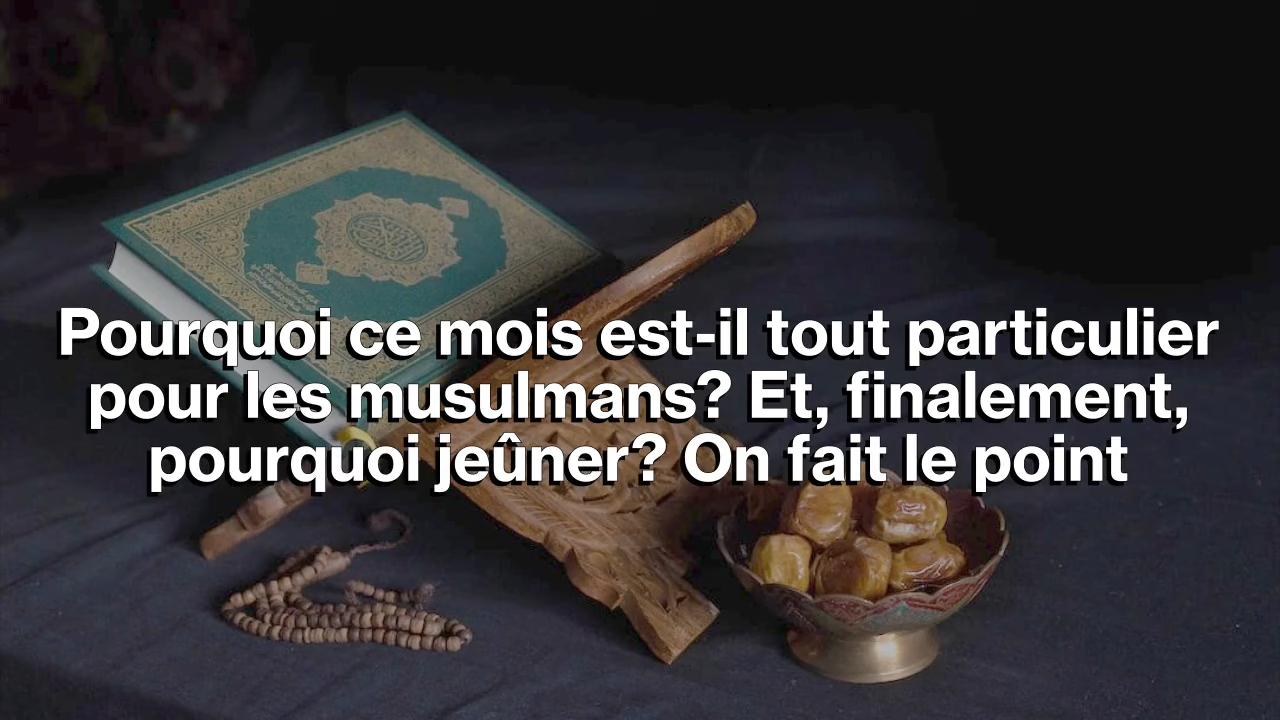 Pourquoi ce mois est-il tout particulier
pour les musulmans? Et, finalement,
pourquoi jeûner? On fait le point